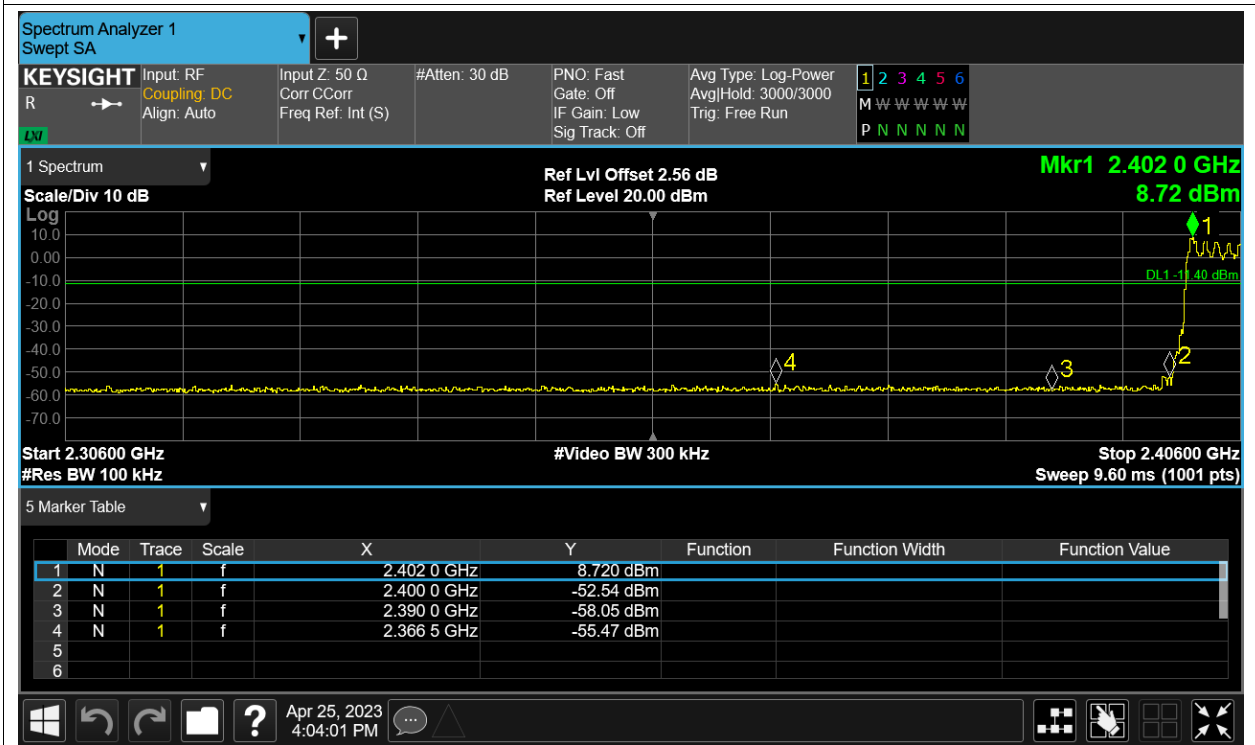 Spectrum Analyzer 1
Swept SA
KEYSIGHT Input: RF Input Z: 50 Ω #Atten: 30 dB PNO: Fast Avg Type: Log-Power 1 2 3 4 5 6
R Coupling: DC Corr CCorr Gate: Off Avg|Hold: 3000/3000 M W W W W W
Align: Auto Freq Ref: Int (S) IF Gain: Low Trig: Free Run
LXI Sig Track: Off P N N N N N
1 Spectrum Ref Lvl Offset 2.56 dB Mkr1 2.402 0 GHz
Scale/Div 10 dB Ref Level 20.00 dBm 8.72 dBm
Log
1
10.0
0.00
DL1 -11.40 dBm
-10.0
-20.0
-30.0
-40.0
4 3 2
-50.0
-60.0
-70.0
Start 2.30600 GHz #Video BW 300 kHz Stop 2.40600 GHz
#Res BW 100 kHz Sweep 9.60 ms (1001 pts)
5 Marker Table
Mode Trace Scale X Y Function Function Width Function Value
1 N 1 f 2.402 0 GHz 8.720 dBm
2 N 1 f 2.400 0 GHz -52.54 dBm
3 N 1 f 2.390 0 GHz -58.05 dBm
4 N 1 f 2.366 5 GHz -55.47 dBm
5
6
? Apr 25, 2023
4:04:01 PM